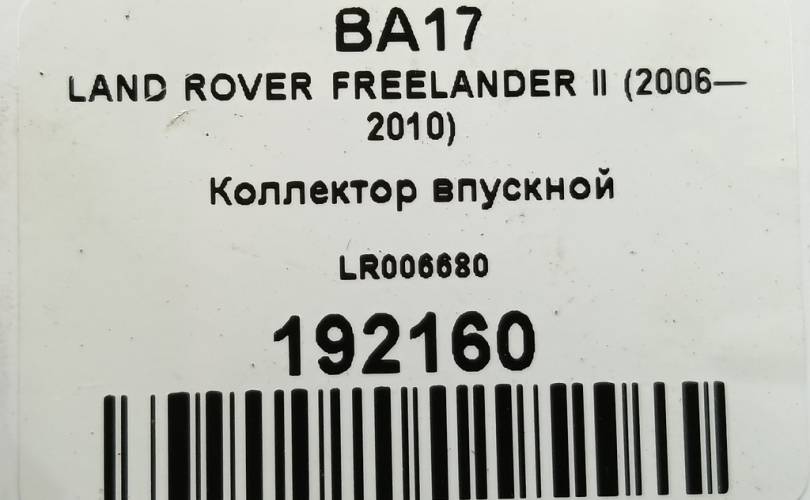 BA17
LAND ROVER FREELANDER II (2006—
2010)
Коллектор впускной
LR006680
192160